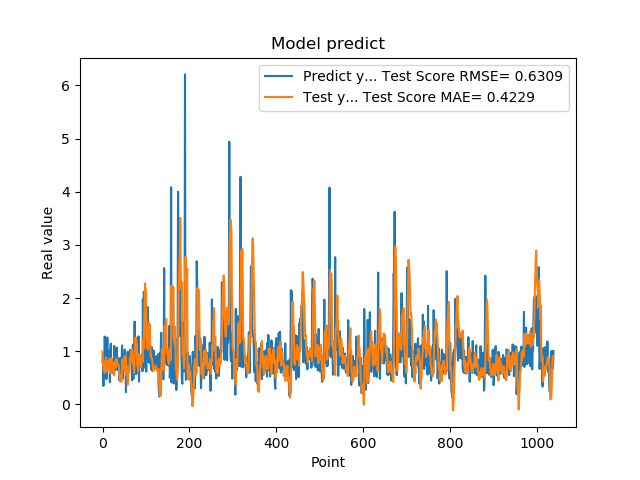 Model predict
Predict y... Test Score RMSE= 0.6309
Test y... Test Score MAE= 0.4229
Real value
6
5
4
3
2
1
0
0 200 400 600 800 1000
Point